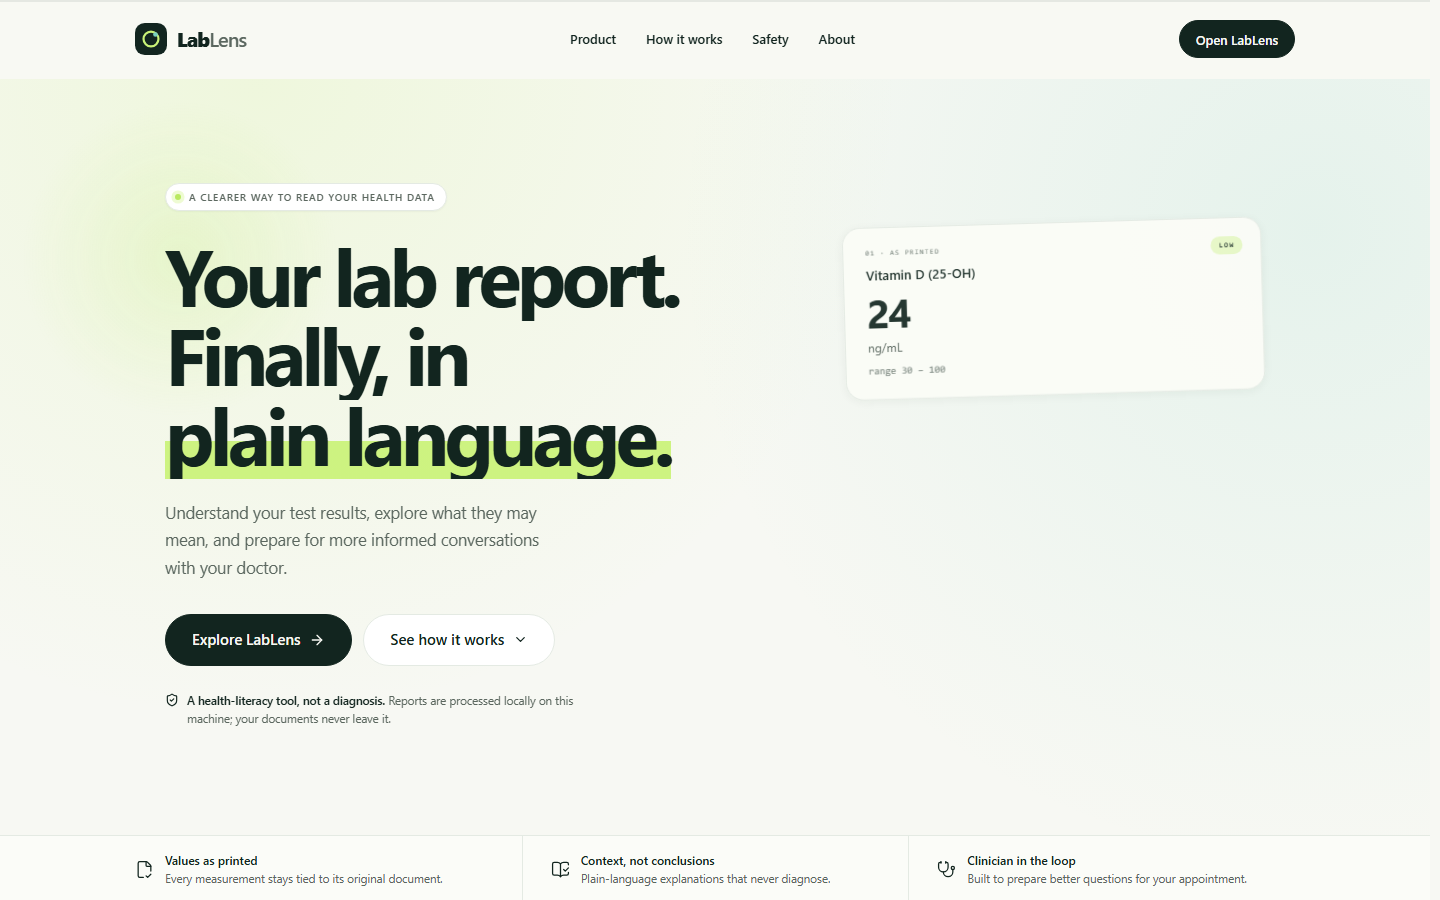 LabLens
Product
How it works
Safety
About
Open LabLens
A CLEARER WAY TO READ YOUR HEALTH DATA
Your lab report.
Finally, in
plain language.
Understand your test results, explore what they may
mean, and prepare for more informed conversations
with your doctor.
Explore LabLens
See how it works
A health-literacy tool, not a diagnosis. Reports are processed locally on this
machine; your documents never leave it.
01 - AS PRINTED
LOW
Vitamin D (25-OH)
24
ng/mL
range 30 – 100
Values as printed
Every measurement stays tied to its original document.
Context, not conclusions
Plain-language explanations that never diagnose.
Clinician in the loop
Built to prepare better questions for your appointment.